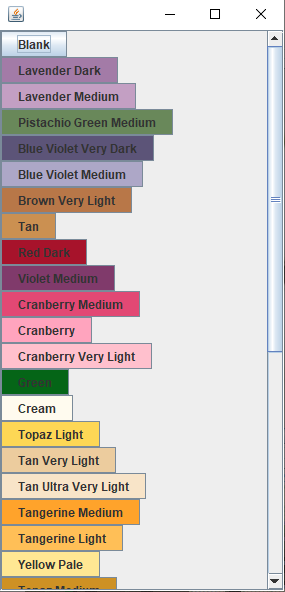 Blank
Lavender Dark
Lavender Medium
Pistachio Green Medium
Blue Violet Very Dark
Blue Violet Medium
Brown Very Light
Tan
Red Dark
Violet Medium
Cranberry Medium
Cranberry
Cranberry Very Light
Green
Cream
Topaz Light
Tan Very Light
Tan Ultra Very Light
Tangerine Medium
Tangerine Light
Yellow Pale
Topaz Medium